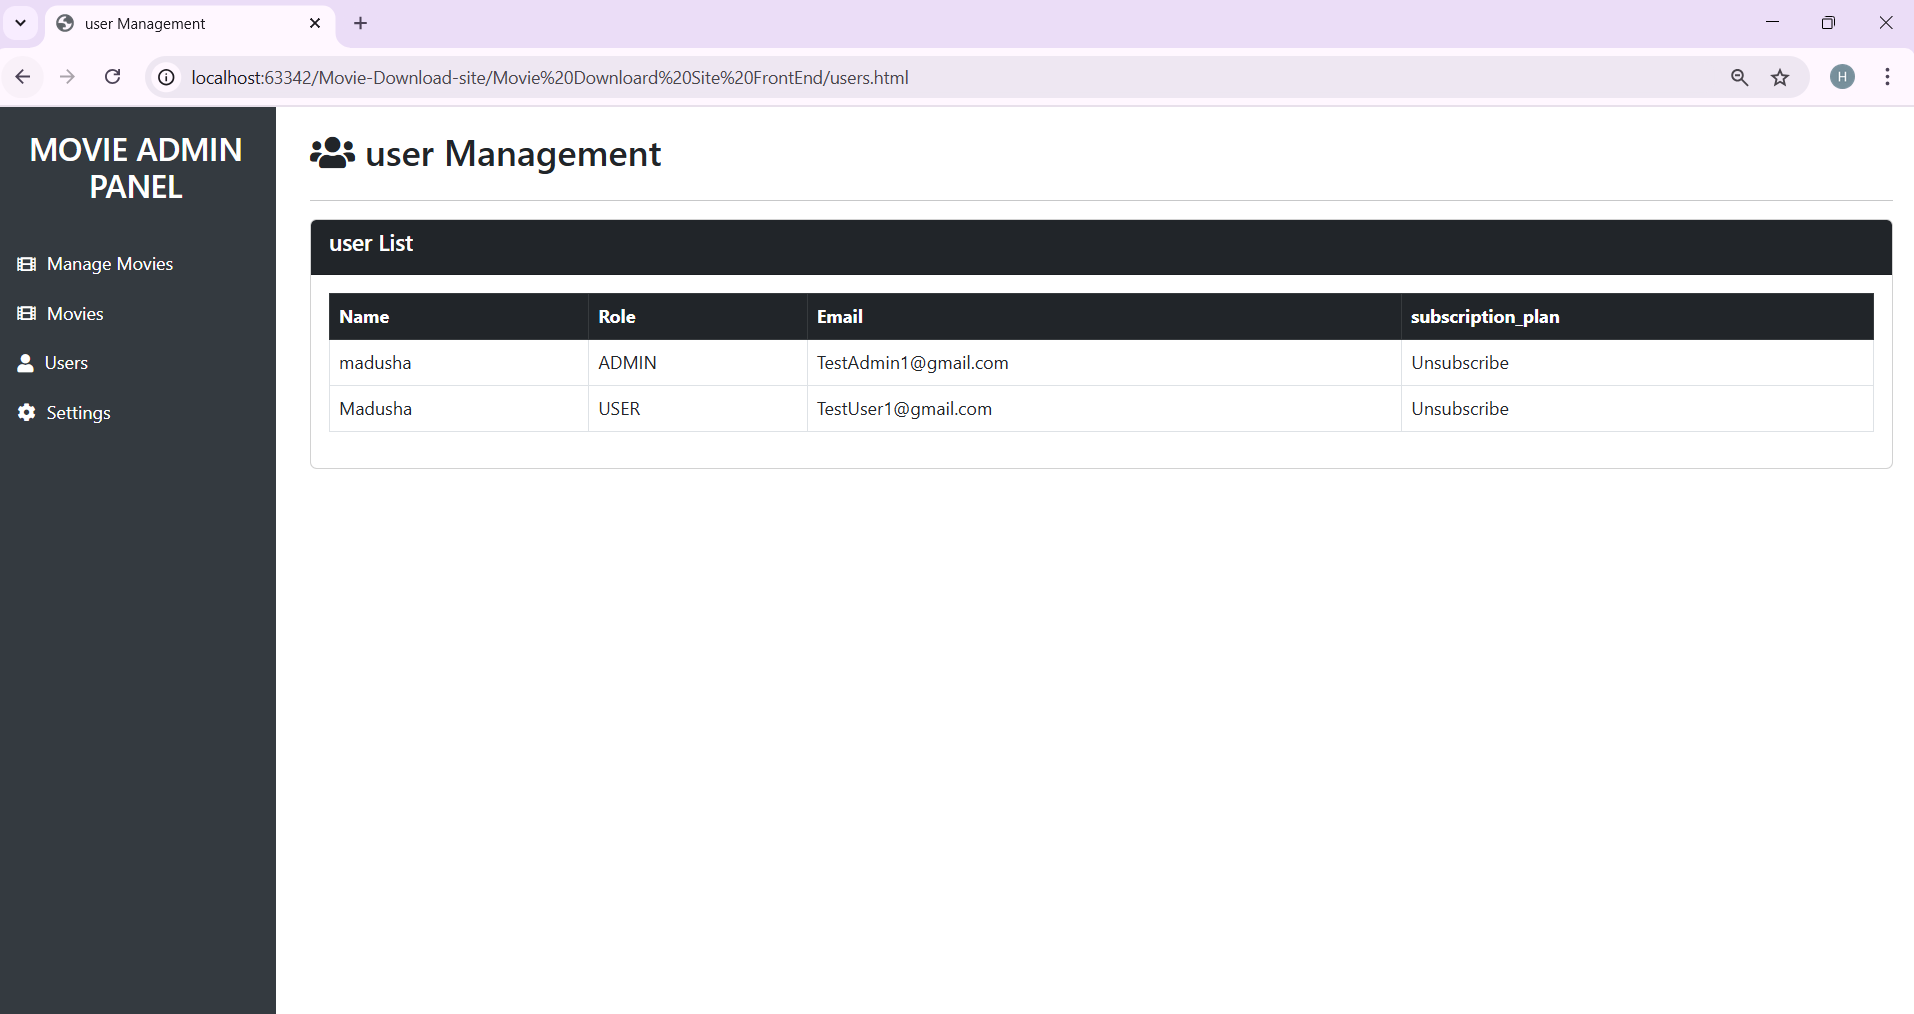 user Management
localhost:63342/Movie-Download-site/Movie%20Downloard%20Site%20FrontEnd/users.html
H
MOVIE ADMIN
PANEL
Manage Movies
Movies
Users
Settings
user Management
user List
Name Role Email subscription_plan
madusha ADMIN TestAdmin1@gmail.com Unsubscribe
Madusha USER TestUser1@gmail.com Unsubscribe